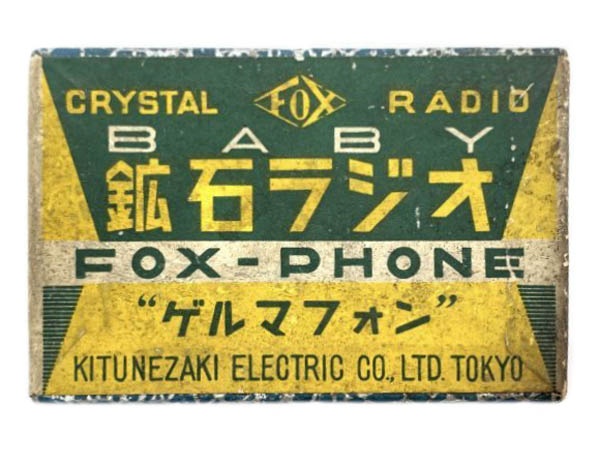 CRYSTAL FOX RADIO
BABY
鉱石ラジオ
FOX-PHONE
“ゲルマフォン”
KITUNEZAKI ELECTRIC CO., LTD. TOKYO